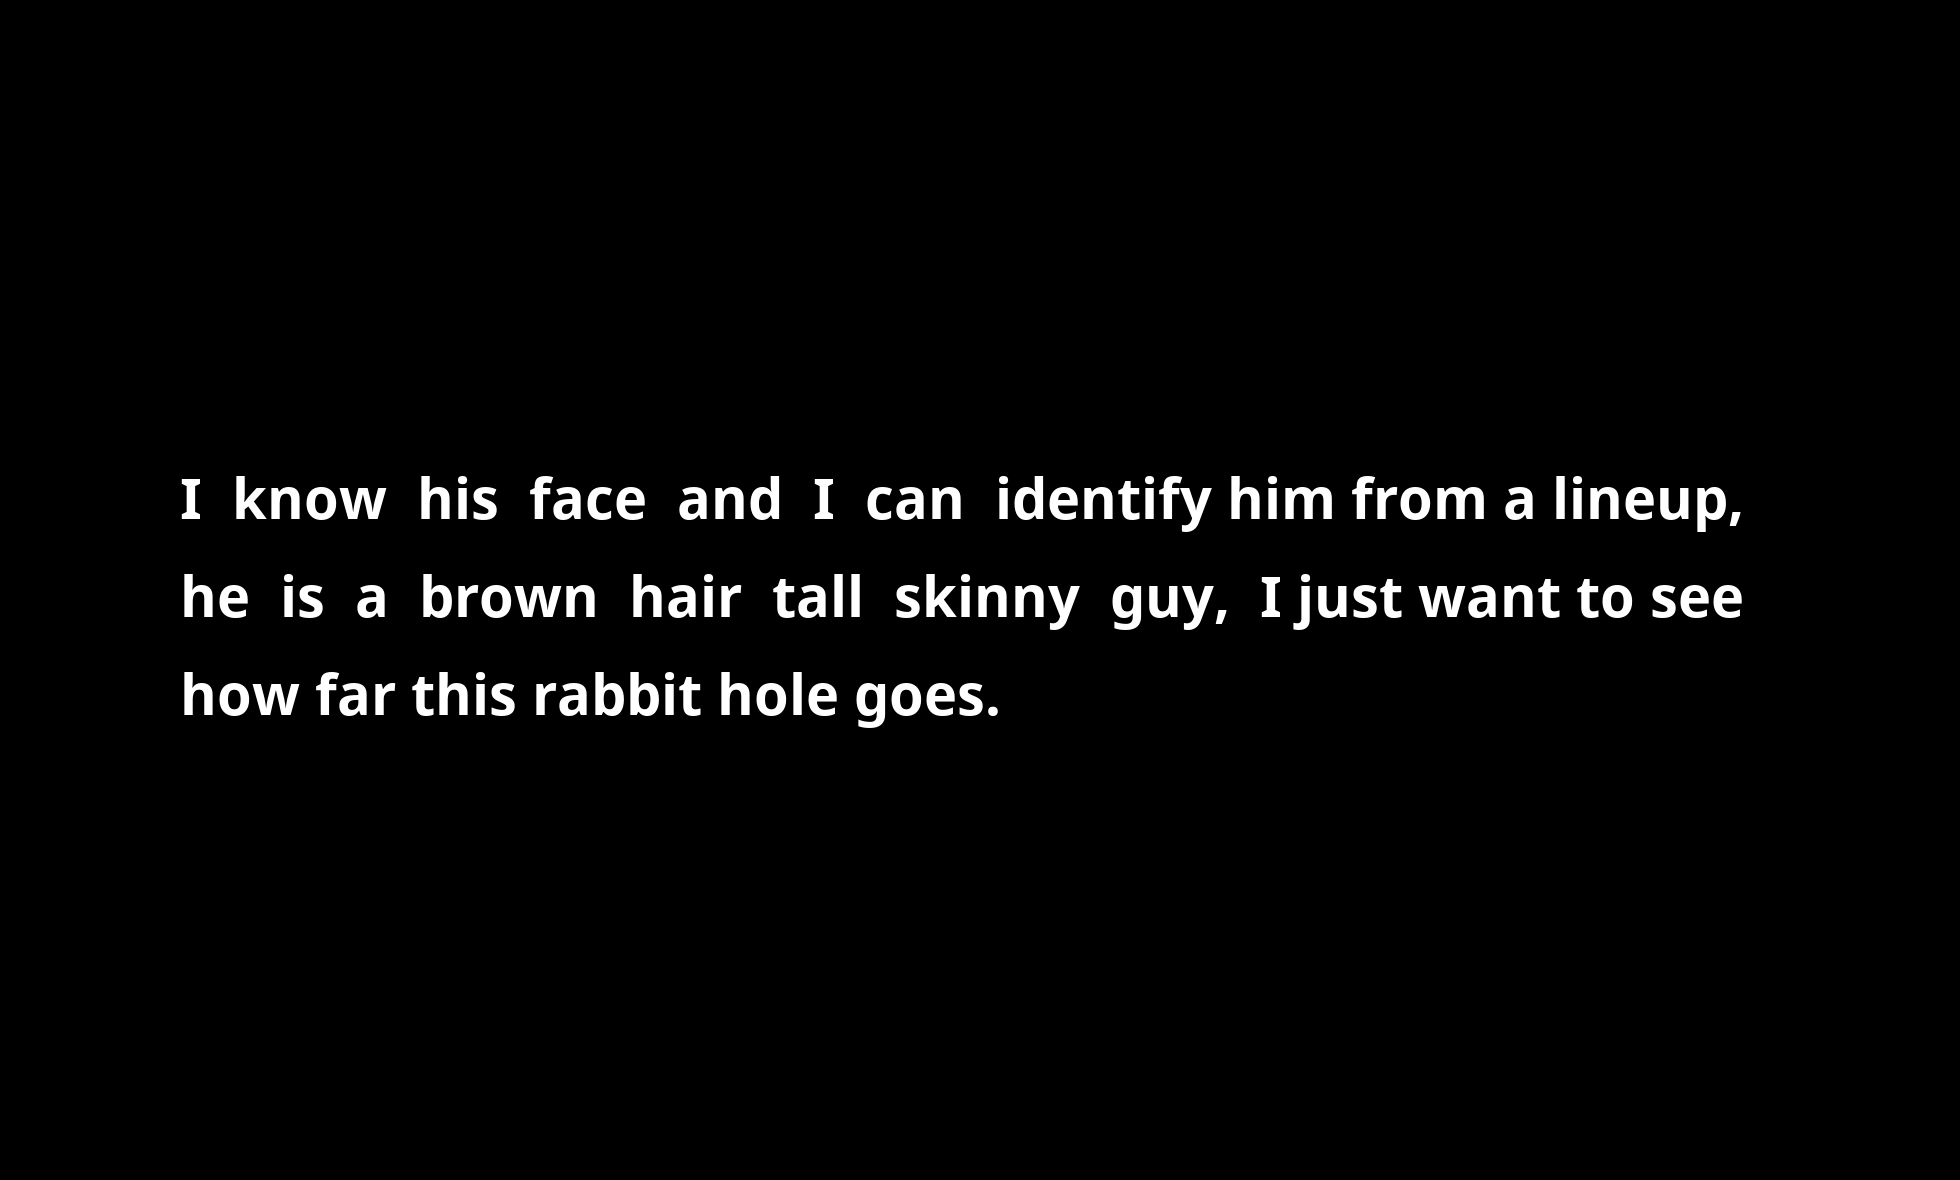 I know his face and I can identify him from a lineup,
he is a brown hair tall skinny guy, I just want to see
how far this rabbit hole goes.